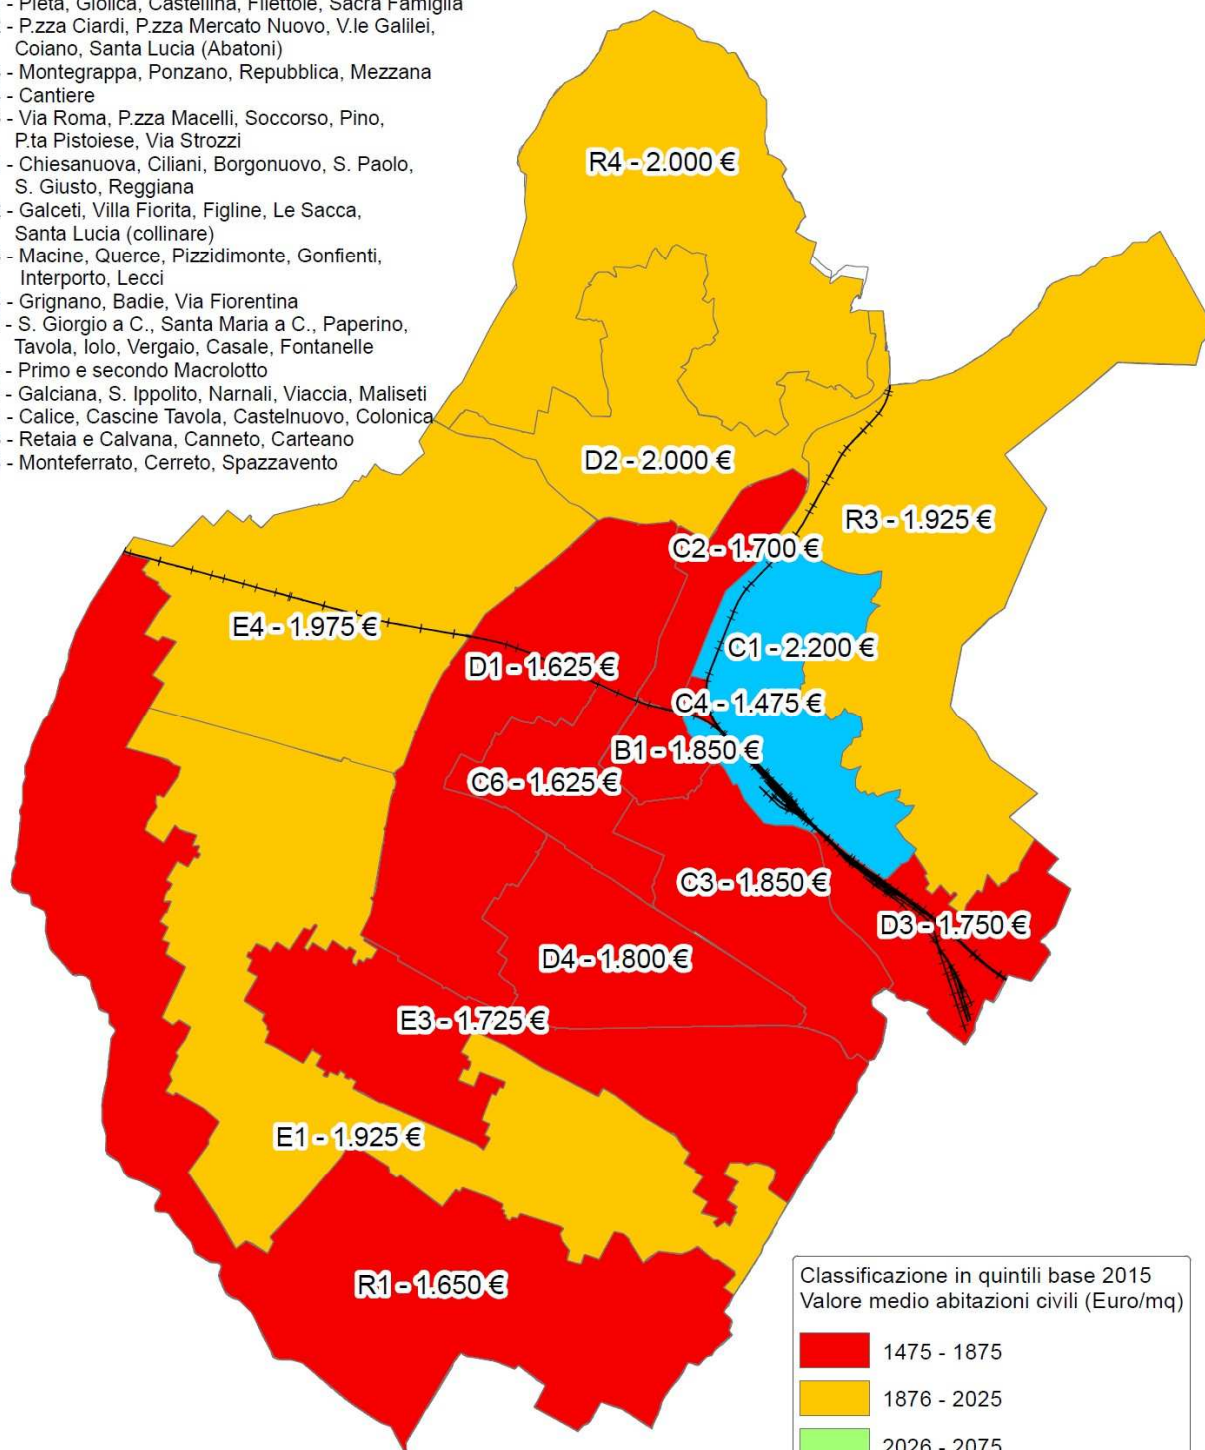 - Pietà, Giolica, Castellina, Filettole, Sacra Famiglia
- P.zza Ciardi, P.zza Mercato Nuovo, V.le Galilei,
Coiano, Santa Lucia (Abatoni)
- Montegrappa, Ponzano, Repubblica, Mezzana
- Cantiere
- Via Roma, P.zza Macelli, Soccorso, Pino,
P.ta Pistoiese, Via Strozzi
- Chiesanuova, Ciliani, Borgonuovo, S. Paolo,
S. Giusto, Reggiana
- Galceti, Villa Fiorita, Figline, Le Sacca,
Santa Lucia (collinare)
- Macine, Querce, Pizzidimonte, Gonfienti,
Interporto, Lecci
- Grignano, Badie, Via Fiorentina
- S. Giorgio a C., Santa Maria a C., Paperino,
Tavola, Iolo, Vergaio, Casale, Fontanelle
- Primo e secondo Macrolotto
- Galciana, S. Ippolito, Narnali, Viaccia, Maliseti
- Calice, Cascine Tavola, Castelnuovo, Colonica
- Retaia e Calvana, Canneto, Carteano
- Monteferrato, Cerreto, Spazzavento
R4 - 2.000 €
D2 - 2.000 €
R3 - 1.925 €
C2 - 1.700 €
E4 - 1.975 €
C1 - 2.200 €
D1 - 1.625 €
C4 - 1.475 €
B1 - 1.850 €
C6 - 1.625 €
C3 - 1.850 €
D3 - 1.750 €
D4 - 1.800 €
E3 - 1.725 €
E1 - 1.925 €
R1 - 1.650 €
Classificazione in quintili base 2015
Valore medio abitazioni civili (Euro/mq)
1475 - 1875
1876 - 2025
2026 - 2075